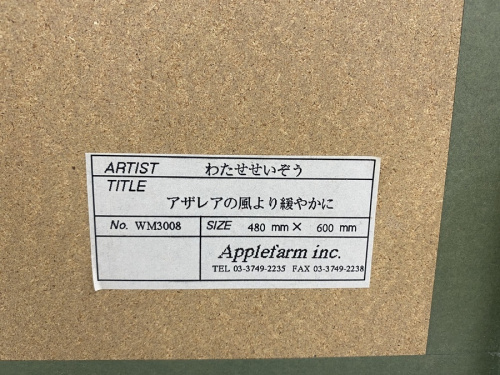 ARTIST わたせせいぞう
TITLE
アザレアの風より緩やかに
No. WM3008 SIZE 480 mm × 600 mm
Applefarm inc.
TEL 03-3749-2235 FAX 03-3749-2238